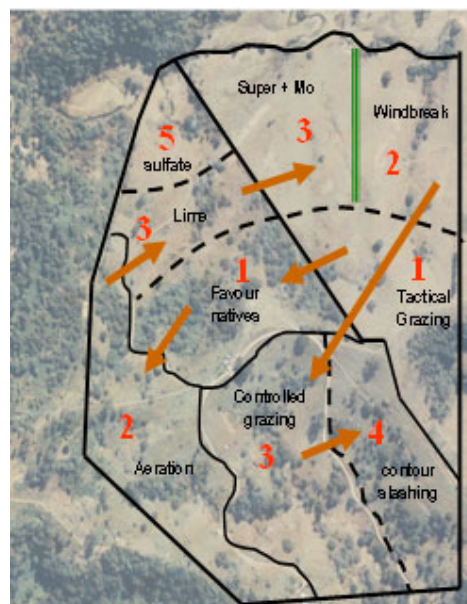 Super + Mo
Windbreak
3
5
sulfate
2
3
Lime
1
Favour
natives
1
Tactical
Grazing
Controlled
grazing
2
Aeration
3
4
contour
slashing